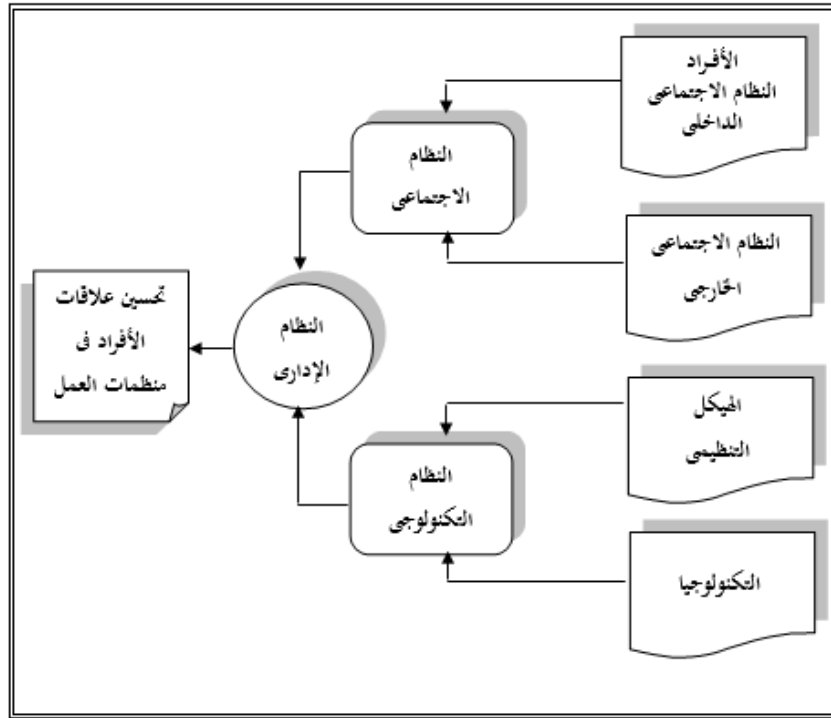 الأفراد
النظام الاجتماعى
الداخلى
النظام
الاجتماعى
النظام الاجتماعى
الخارجى
تحسين علاقات
الأفراد فى
منظمات العمل
النظام
الإدارى
الهيكل
التنظيمى
النظام
التكنولوجى
التكنولوجيا